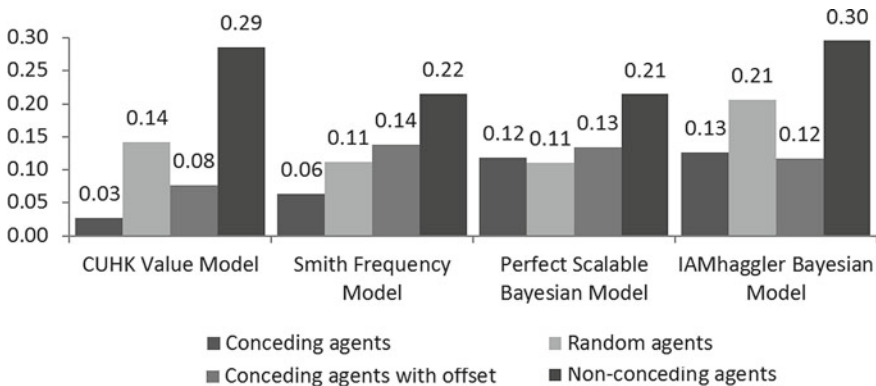 0.30
0.25
0.20
0.15
0.10
0.05
0.00
0.03
0.14
0.08
0.29
0.06
0.11
0.14
0.22
0.12
0.11
0.13
0.21
0.13
0.21
0.12
0.30
CUHK Value Model
Smith Frequency
Model
Perfect Scalable
Bayesian Model
IAMhaggler Bayesian
Model
Conceding agents
Random agents
Conceding agents with offset
Non-conceding agents